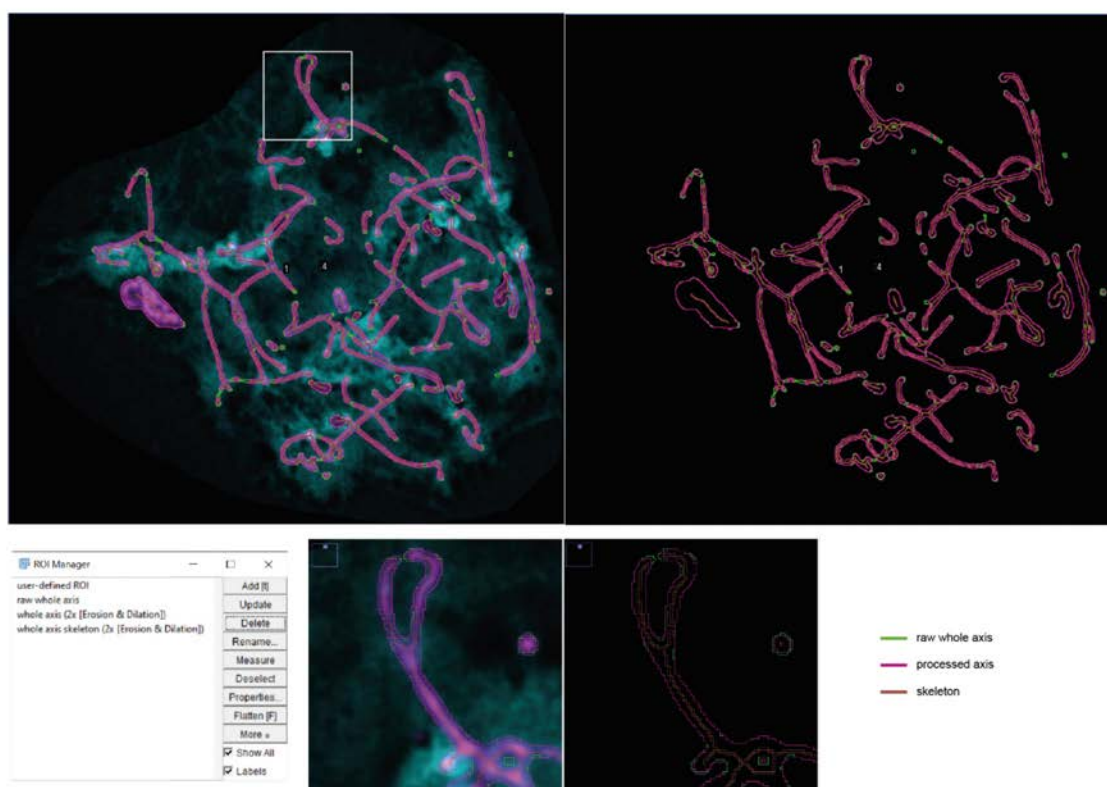 1
4
1
4
ROI Manager
user-defined ROI
raw whole axis
whole axis (2x [Erosion & Dilation])
whole axis skeleton (2x [Erosion & Dilation])
Add [t]
Update
Delete
Rename...
Measure
Deselect
Properties...
Flatten [F]
More »
Show All
Labels
raw whole axis
processed axis
skeleton